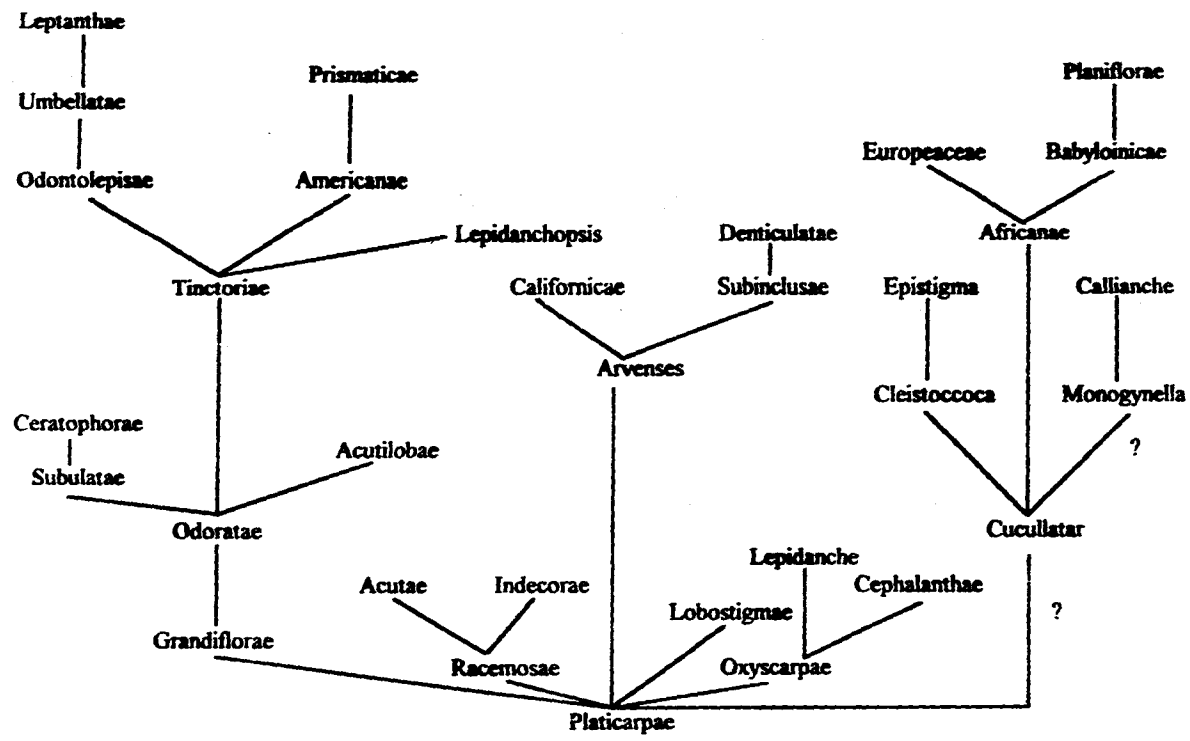 Leptanthae
Prismaticae
Planiflorae
Umbellatae
Europeaceae
Babyloinicae
Odontolepisae
Americanae
Lepidanchopsis
Denticulatae
Africanae
Tinctoriae
Californicae
Subinclusae
Epistigma
Callianche
Arvenses
Cleistoccoca
Monogynella
Ceratophorae
Acutilobae
?
Subulatae
Odoratae
Cucullatar
Lepidanche
Acutae
Indecorae
Cephalanthae
Lobostigmae
?
Grandiflorae
Racemosae
Oxyscarpae
Platicarpae